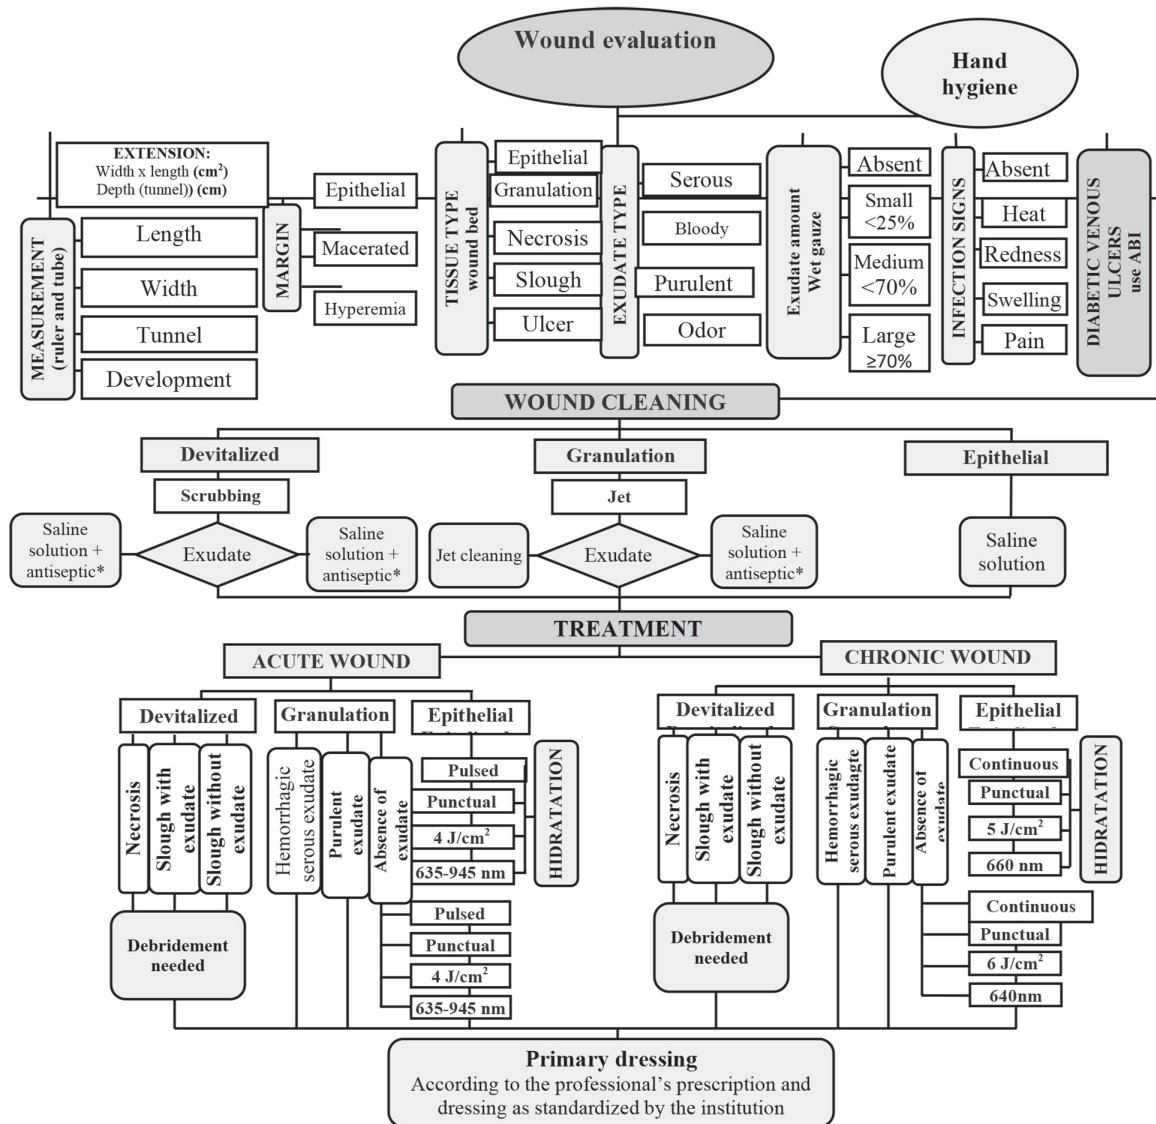 Wound evaluation
Hand
hygiene
EXTENSION:
Width x length (cm²)
Depth (tunnel)) (cm)
MEASUREMENT
(ruler and tube)
Length
Width
Tunnel
Development
MARGIN
Epithelial
Macerated
Hyperemia
TISSUE TYPE
wound bed
Epithelial
Granulation
Necrosis
Slough
Ulcer
EXUDATE TYPE
Serous
Bloody
Purulent
Odor
Exudate amount
Wet gauze
Absent
Small
<25%
Medium
<70%
Large
≥70%
INFECTION SIGNS
Absent
Heat
Redness
Swelling
Pain
DIABETIC VENOUS
ULCERS
use ABI
WOUND CLEANING
Devitalized
Scrubbing
Saline
solution +
antiseptic*
Exudate
Saline
solution +
antiseptic*
Granulation
Jet
Jet cleaning
Exudate
Saline
solution +
antiseptic*
Epithelial
Saline
solution
TREATMENT
ACUTE WOUND
Devitalized
Necrosis
Slough with
exudate
Slough without
exudate
Debridement
needed
Granulation
Hemorrhagic
serous exudate
Purulent
exudate
Absence of
exudate
Epithelial
Pulsed
Punctual
4 J/cm²
635-945 nm
HIDRATATION
Pulsed
Punctual
4 J/cm²
635-945 nm
CHRONIC WOUND
Devitalized
Necrosis
Slough with
exudate
Slough without
exudate
Debridement
needed
Granulation
Hemorrhagic
serous exudagte
Purulent exudate
Absence of
exudate
Epithelial
Continuous
Punctual
5 J/cm²
660 nm
HIDRATATION
Continuous
Punctual
6 J/cm²
640nm
Primary dressing
According to the professional's prescription and
dressing as standardized by the institution